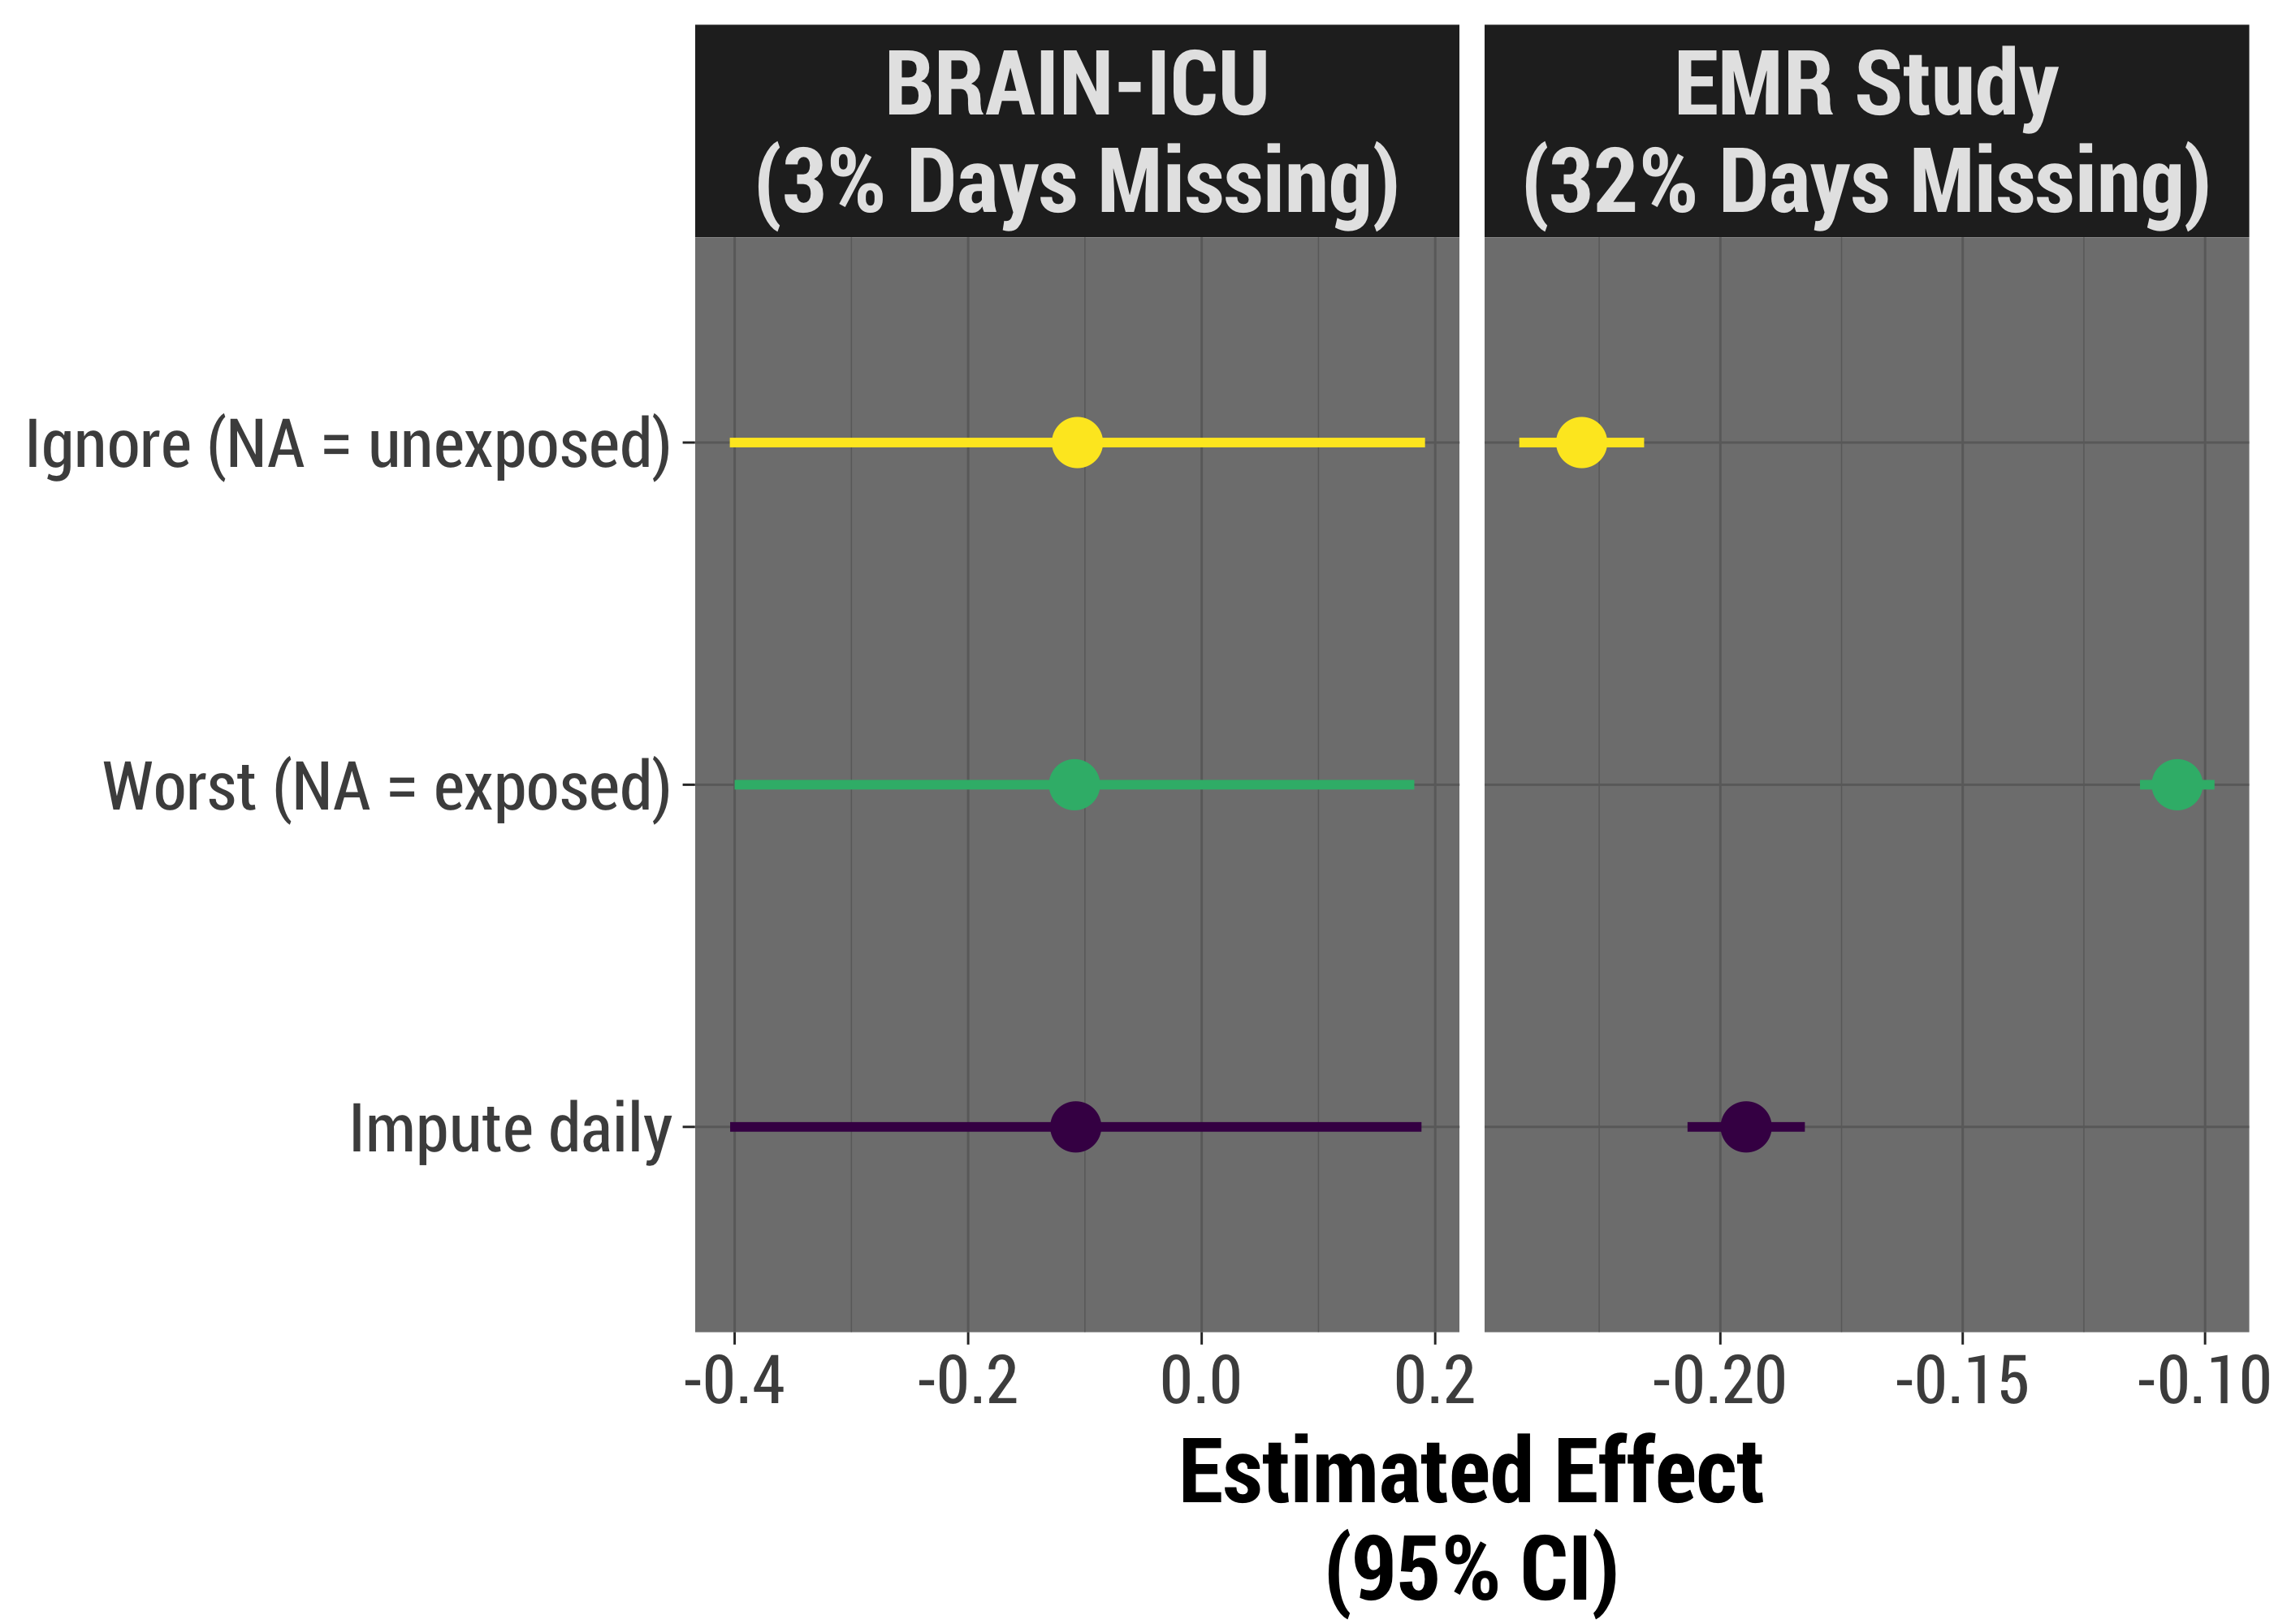 BRAIN-ICU
(3% Days Missing)
EMR Study
(32% Days Missing)
Ignore (NA = unexposed)
Worst (NA = exposed)
Impute daily
-0.4 -0.2 0.0 0.2 -0.20 -0.15 -0.10
Estimated Effect
(95% CI)